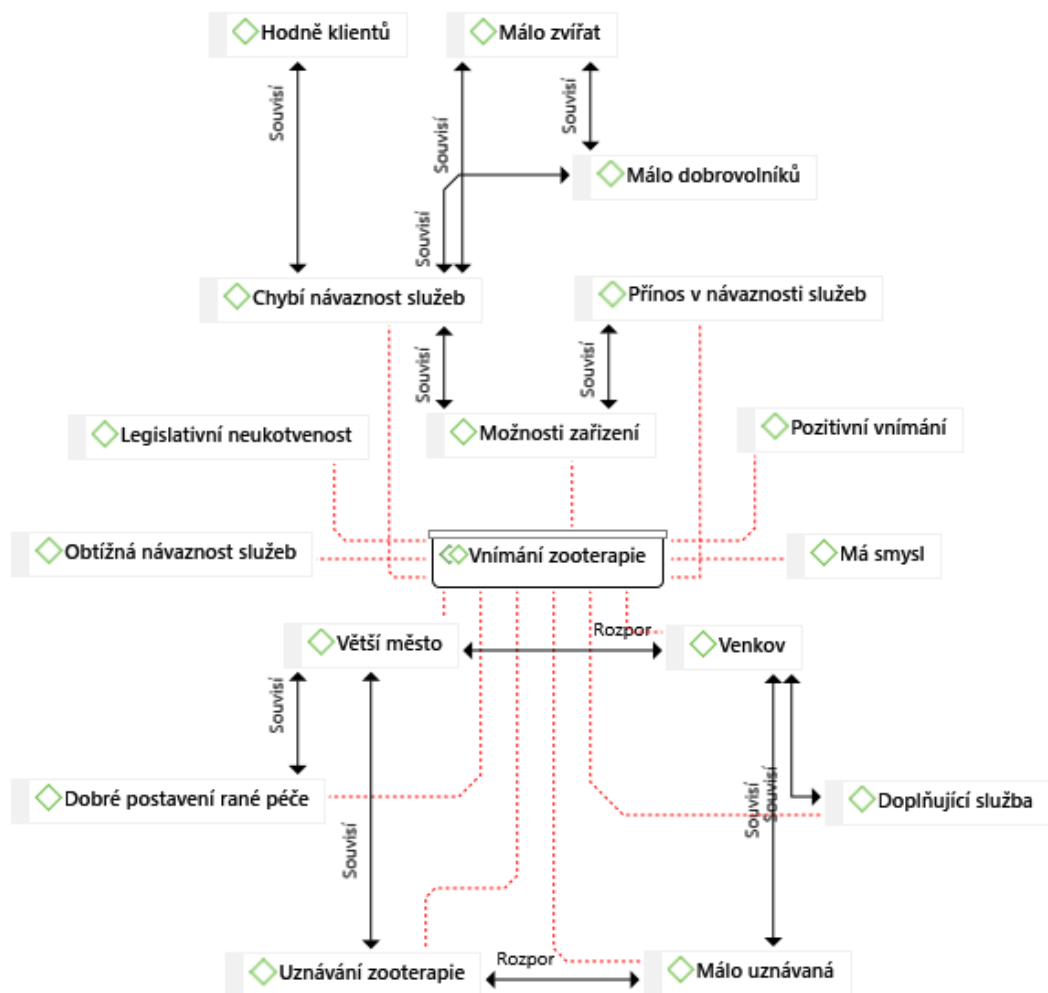 Hodně klientů
Málo zvířat
Souvisí
Souvisí
Souvisí
Málo dobrovolníků
Souvisí
Chybí návaznost služeb
Přínos v návaznosti služeb
Souvisí
Souvisí
Legislativní neukotvenost
Možnosti zařizení
Pozitivní vnímání
Obtížná návaznost služeb
Vnímání zooterapie
Má smysl
Větší město
Rozpor
Venkov
Souvisí
Dobré postavení rané péče
Souvisí
Souvisí
Doplňující služba
Souvisí
Uznávání zooterapie
Rozpor
Málo uznávaná